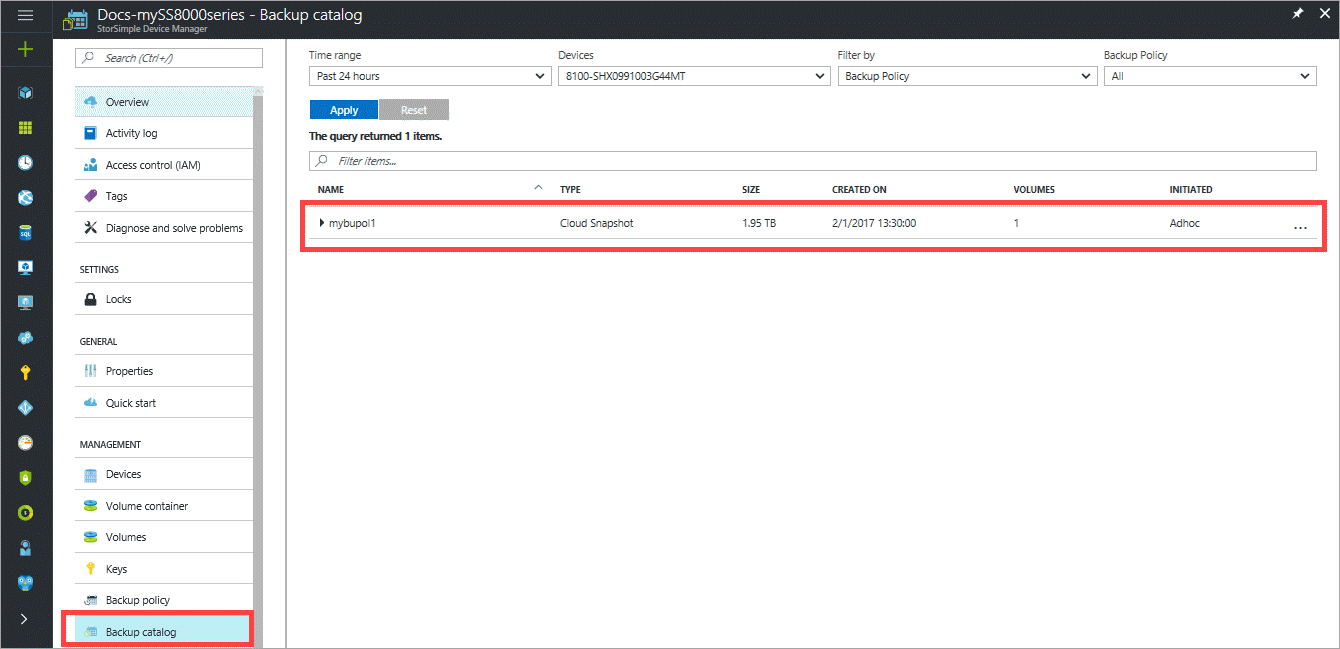 Docs-mySS8000series - Backup catalog
StorSimple Device Manager
Search (Ctrl+/)
Overview
Activity log
Access control (IAM)
Tags
Diagnose and solve problems
SETTINGS
Locks
GENERAL
Properties
Quick start
MANAGEMENT
Devices
Volume container
Volumes
Keys
Backup policy
Backup catalog
Time range Devices Filter by Backup Policy
Past 24 hours 8100-SHX0991003G44MT Backup Policy All
Apply Reset
The query returned 1 items.
Filter items...
NAME TYPE SIZE CREATED ON VOLUMES INITIATED
mybupol1 Cloud Snapshot 1.95 TB 2/1/2017 13:30:00 1 Adhoc ...
SQL